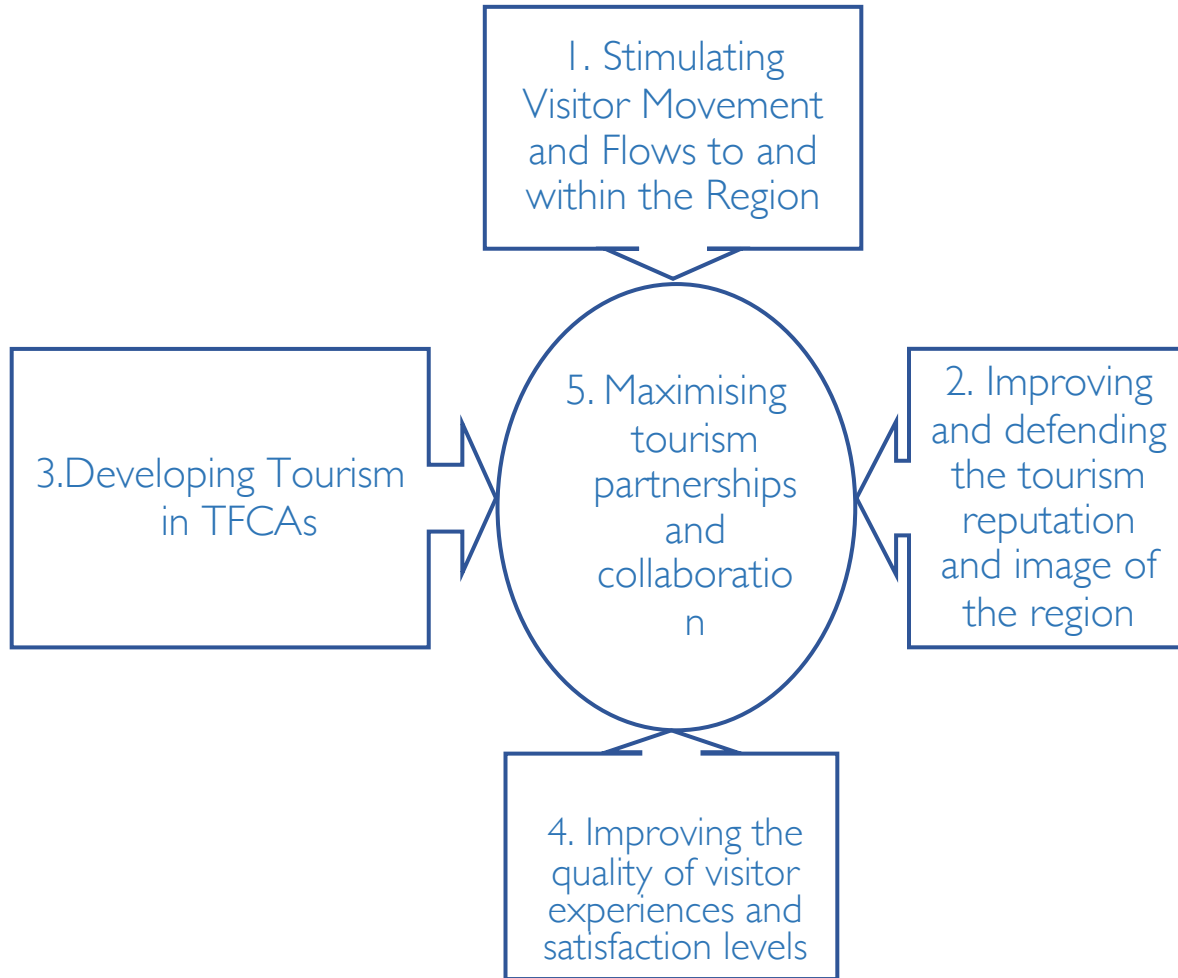 1. Stimulating
Visitor Movement
and Flows to and
within the Region
2. Improving
and defending
the tourism
reputation
and image of
the region
3.Developing Tourism
in TFCAs
4. Improving the
quality of visitor
experiences and
satisfaction levels
5. Maximising
tourism
partnerships
and
collaboratio
n